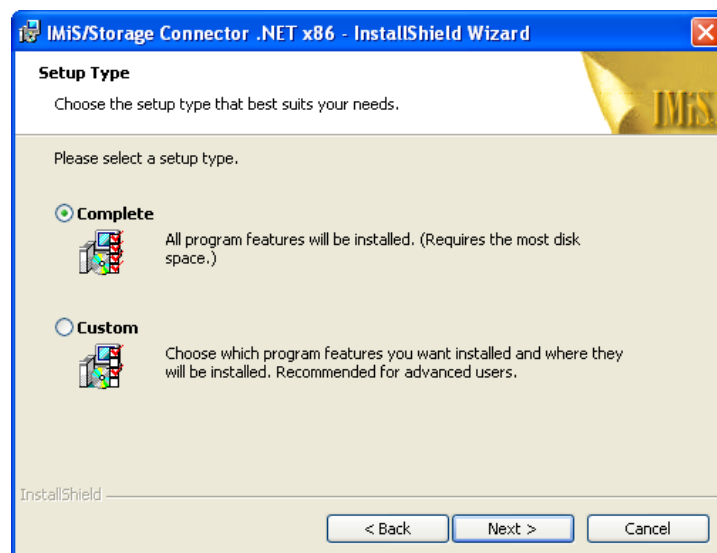 IMiS/Storage Connector .NET x86 - InstallShield Wizard
Setup Type
Choose the setup type that best suits your needs.
IMiS
Please select a setup type.
Complete
All program features will be installed. (Requires the most disk
space.)
Custom
Choose which program features you want installed and where they
will be installed. Recommended for advanced users.
InstallShield
< Back
Next >
Cancel